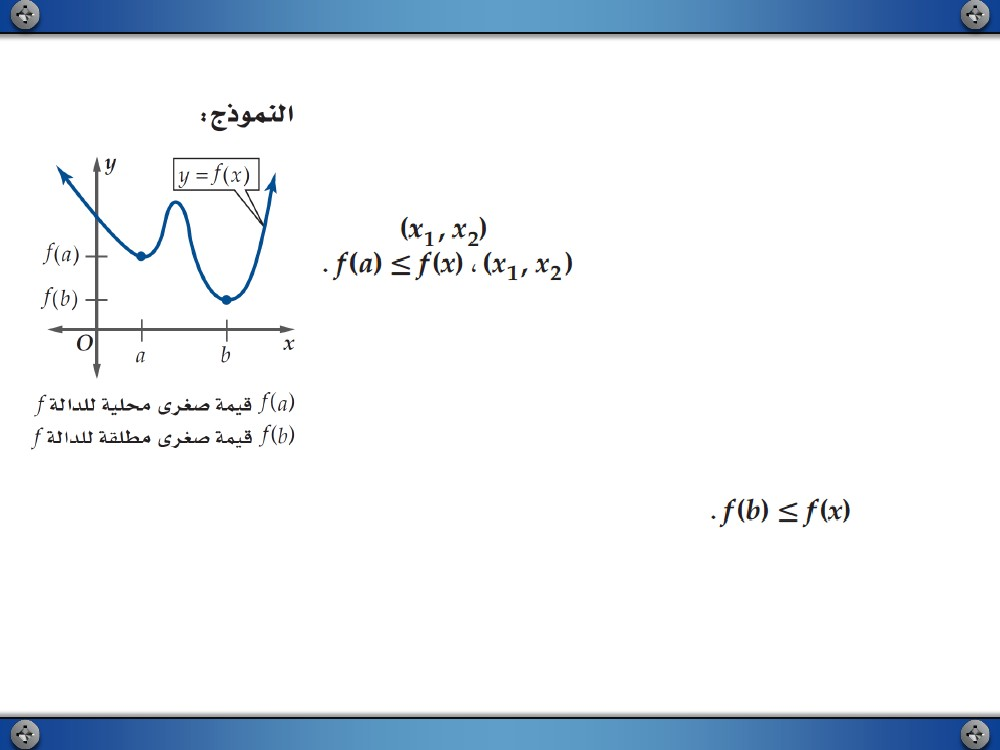 النموذج:
y
y = f(x)
(x₁, x₂)
f(a)
(x₁, x₂) ، f(a) ≤ f(x) .
f(b)
O
a
b
x
f(a) قيمة صغرى محلية للدالة f
f(b) قيمة صغرى مطلقة للدالة f
f(b) ≤ f(x) .